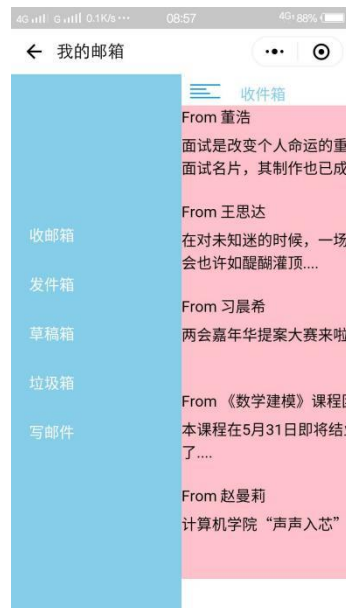 4G G 0.1K/s··· 08:57 4G 88%
我的邮箱
收件箱
From 董浩
面试是改变个人命运的重
面试名片，其制作也已成
From 王思达
在对未知迷的时候，一场
会也许如醍醐灌顶....
From 习晨希
两会嘉年华提案大赛来啦
From 《数学建模》课程
本课程在5月31日即将结
了....
From 赵曼莉
计算机学院“声声入芯”
收邮箱
发件箱
草稿箱
垃圾箱
写邮件